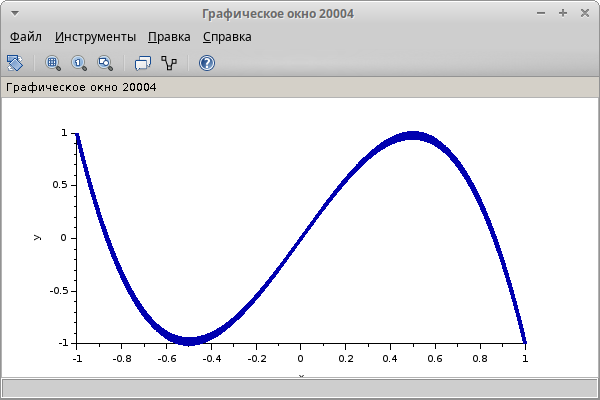 Графическое окно 20004
Файл Инструменты Правка Справка
Графическое окно 20004
1
0.5
0
-0.5
-1
y
-1 -0.8 -0.6 -0.4 -0.2 0 0.2 0.4 0.6 0.8 1